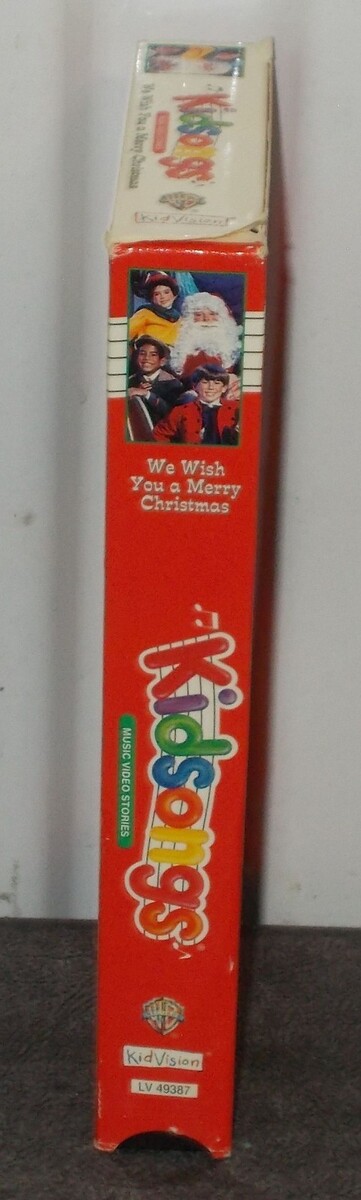 We Wish You a Merry Christmas
Kidsongs
KidVision
We Wish
You a Merry
Christmas
Kidsongs
MUSIC VIDEO STORIES
KidVision
LV 49387